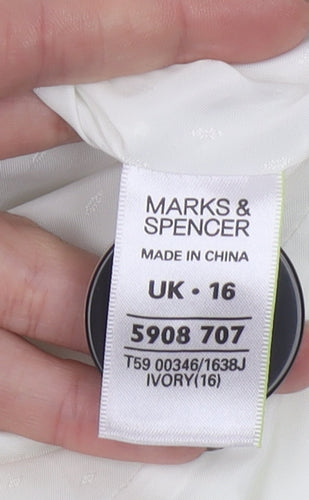 MARKS &
SPENCER
MADE IN CHINA
UK • 16
5908 707
T59 00346/1638J
IVORY(16)